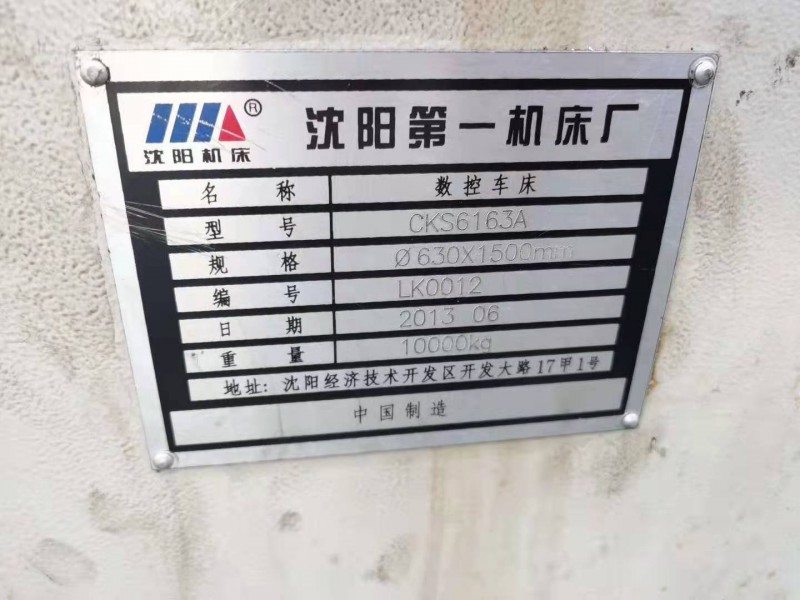 沈阳机床®
沈阳第一机床厂
名 称 数控车床
型 号 CKS6163A
规 格 Ø630X1500mm
编 号 LK0012
日 期 2013 06
重 量 10000kg
地址: 沈阳经济技术开发区开发大路17甲1号
中国制造